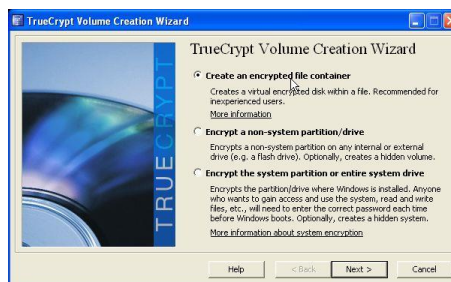 TrueCrypt Volume Creation Wizard
TRUECRYPT
TrueCrypt Volume Creation Wizard
Create an encrypted file container
Creates a virtual encrypted disk within a file. Recommended for
inexperienced users.
More information
Encrypt a non-system partition/drive
Encrypts a non-system partition on any internal or external
drive (e.g. a flash drive). Optionally, creates a hidden volume.
Encrypt the system partition or entire system drive
Encrypts the partition/drive where Windows is installed. Anyone
who wants to gain access and use the system, read and write
files, etc., will need to enter the correct password each time
before Windows boots. Optionally, creates a hidden system.
More information about system encryption
Help
< Back
Next >
Cancel